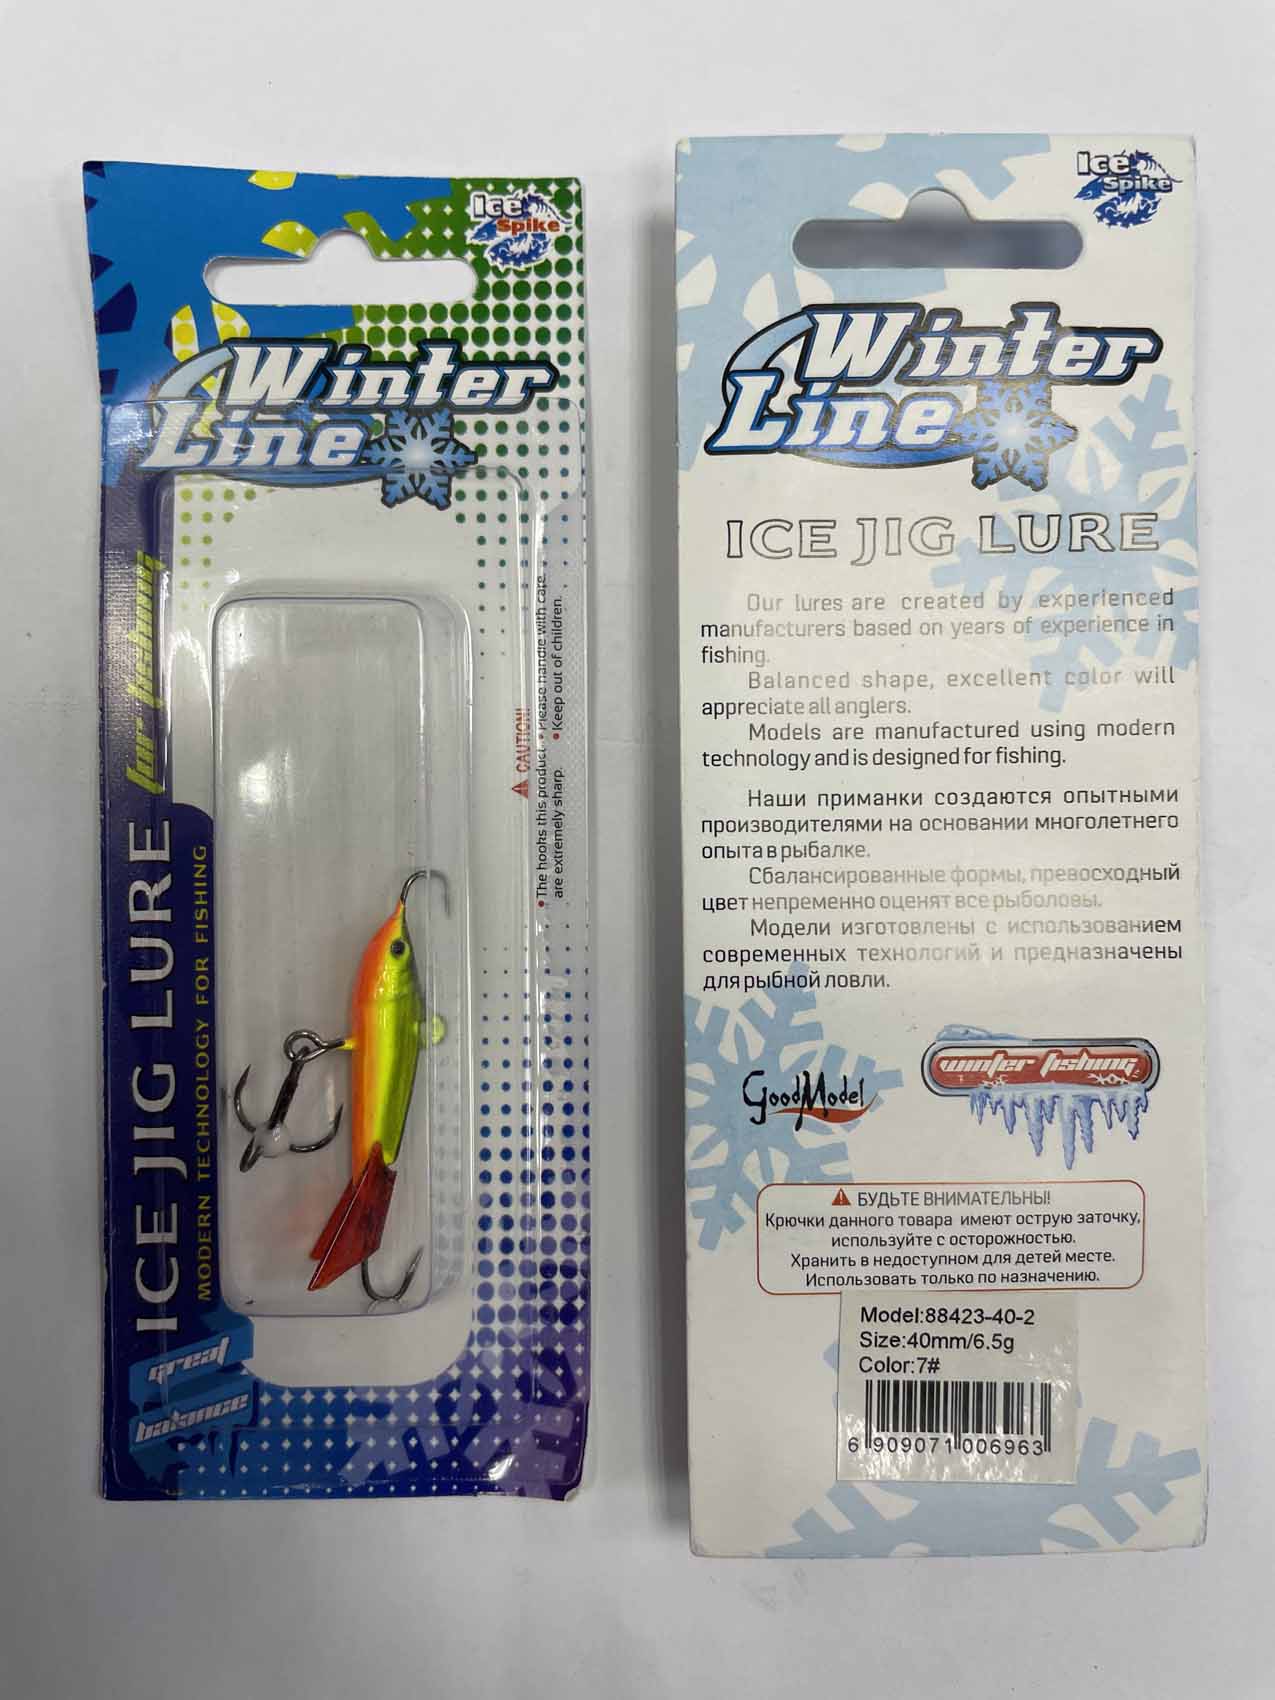 Ice
Spike
Winter
Line
for fishing
ICE JIG LURE
MODERN TECHNOLOGY FOR FISHING
great
balance
CAUTION!
• The hooks this product • Please handle with care.
are extremely sharp. • Keep out of children.
Ice
Spike
Winter
Line
ICE JIG LURE
Our lures are created by experienced
manufacturers based on years of experience in
fishing.
Balanced shape, excellent color will
appreciate all anglers.
Models are manufactured using modern
technology and is designed for fishing.
Наши приманки создаются опытными
производителями на основании многолетнего
опыта в рыбалке.
Сбалансированные формы, превосходный
цвет непременно оценят все рыболовы.
Модели изготовлены с использованием
современных технологий и предназначены
для рыбной ловли.
GoodModel
winter fishing
БУДЬТЕ ВНИМАТЕЛЬНЫ!
Крючки данного товара имеют острую заточку,
используйте с осторожностью.
Хранить в недоступном для детей месте.
Использовать только по назначению.
Model:88423-40-2
Size:40mm/6.5g
Color:7#
6 909071 006963